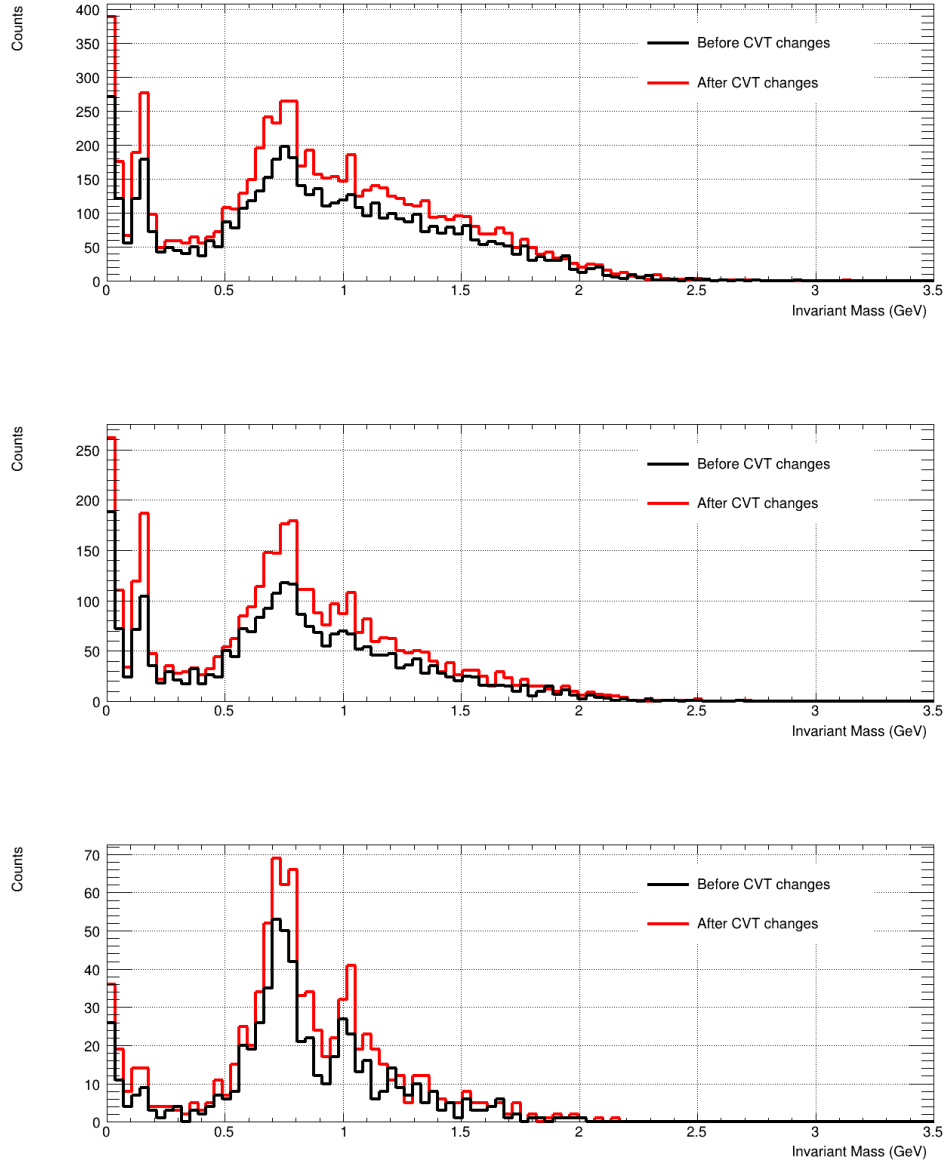 Counts
400
350
300
250
200
150
100
50
0
Before CVT changes
After CVT changes
0 0.5 1 1.5 2 2.5 3 3.5
Invariant Mass (GeV)
Counts
250
200
150
100
50
0
Before CVT changes
After CVT changes
0 0.5 1 1.5 2 2.5 3 3.5
Invariant Mass (GeV)
Counts
70
60
50
40
30
20
10
0
Before CVT changes
After CVT changes
0 0.5 1 1.5 2 2.5 3 3.5
Invariant Mass (GeV)